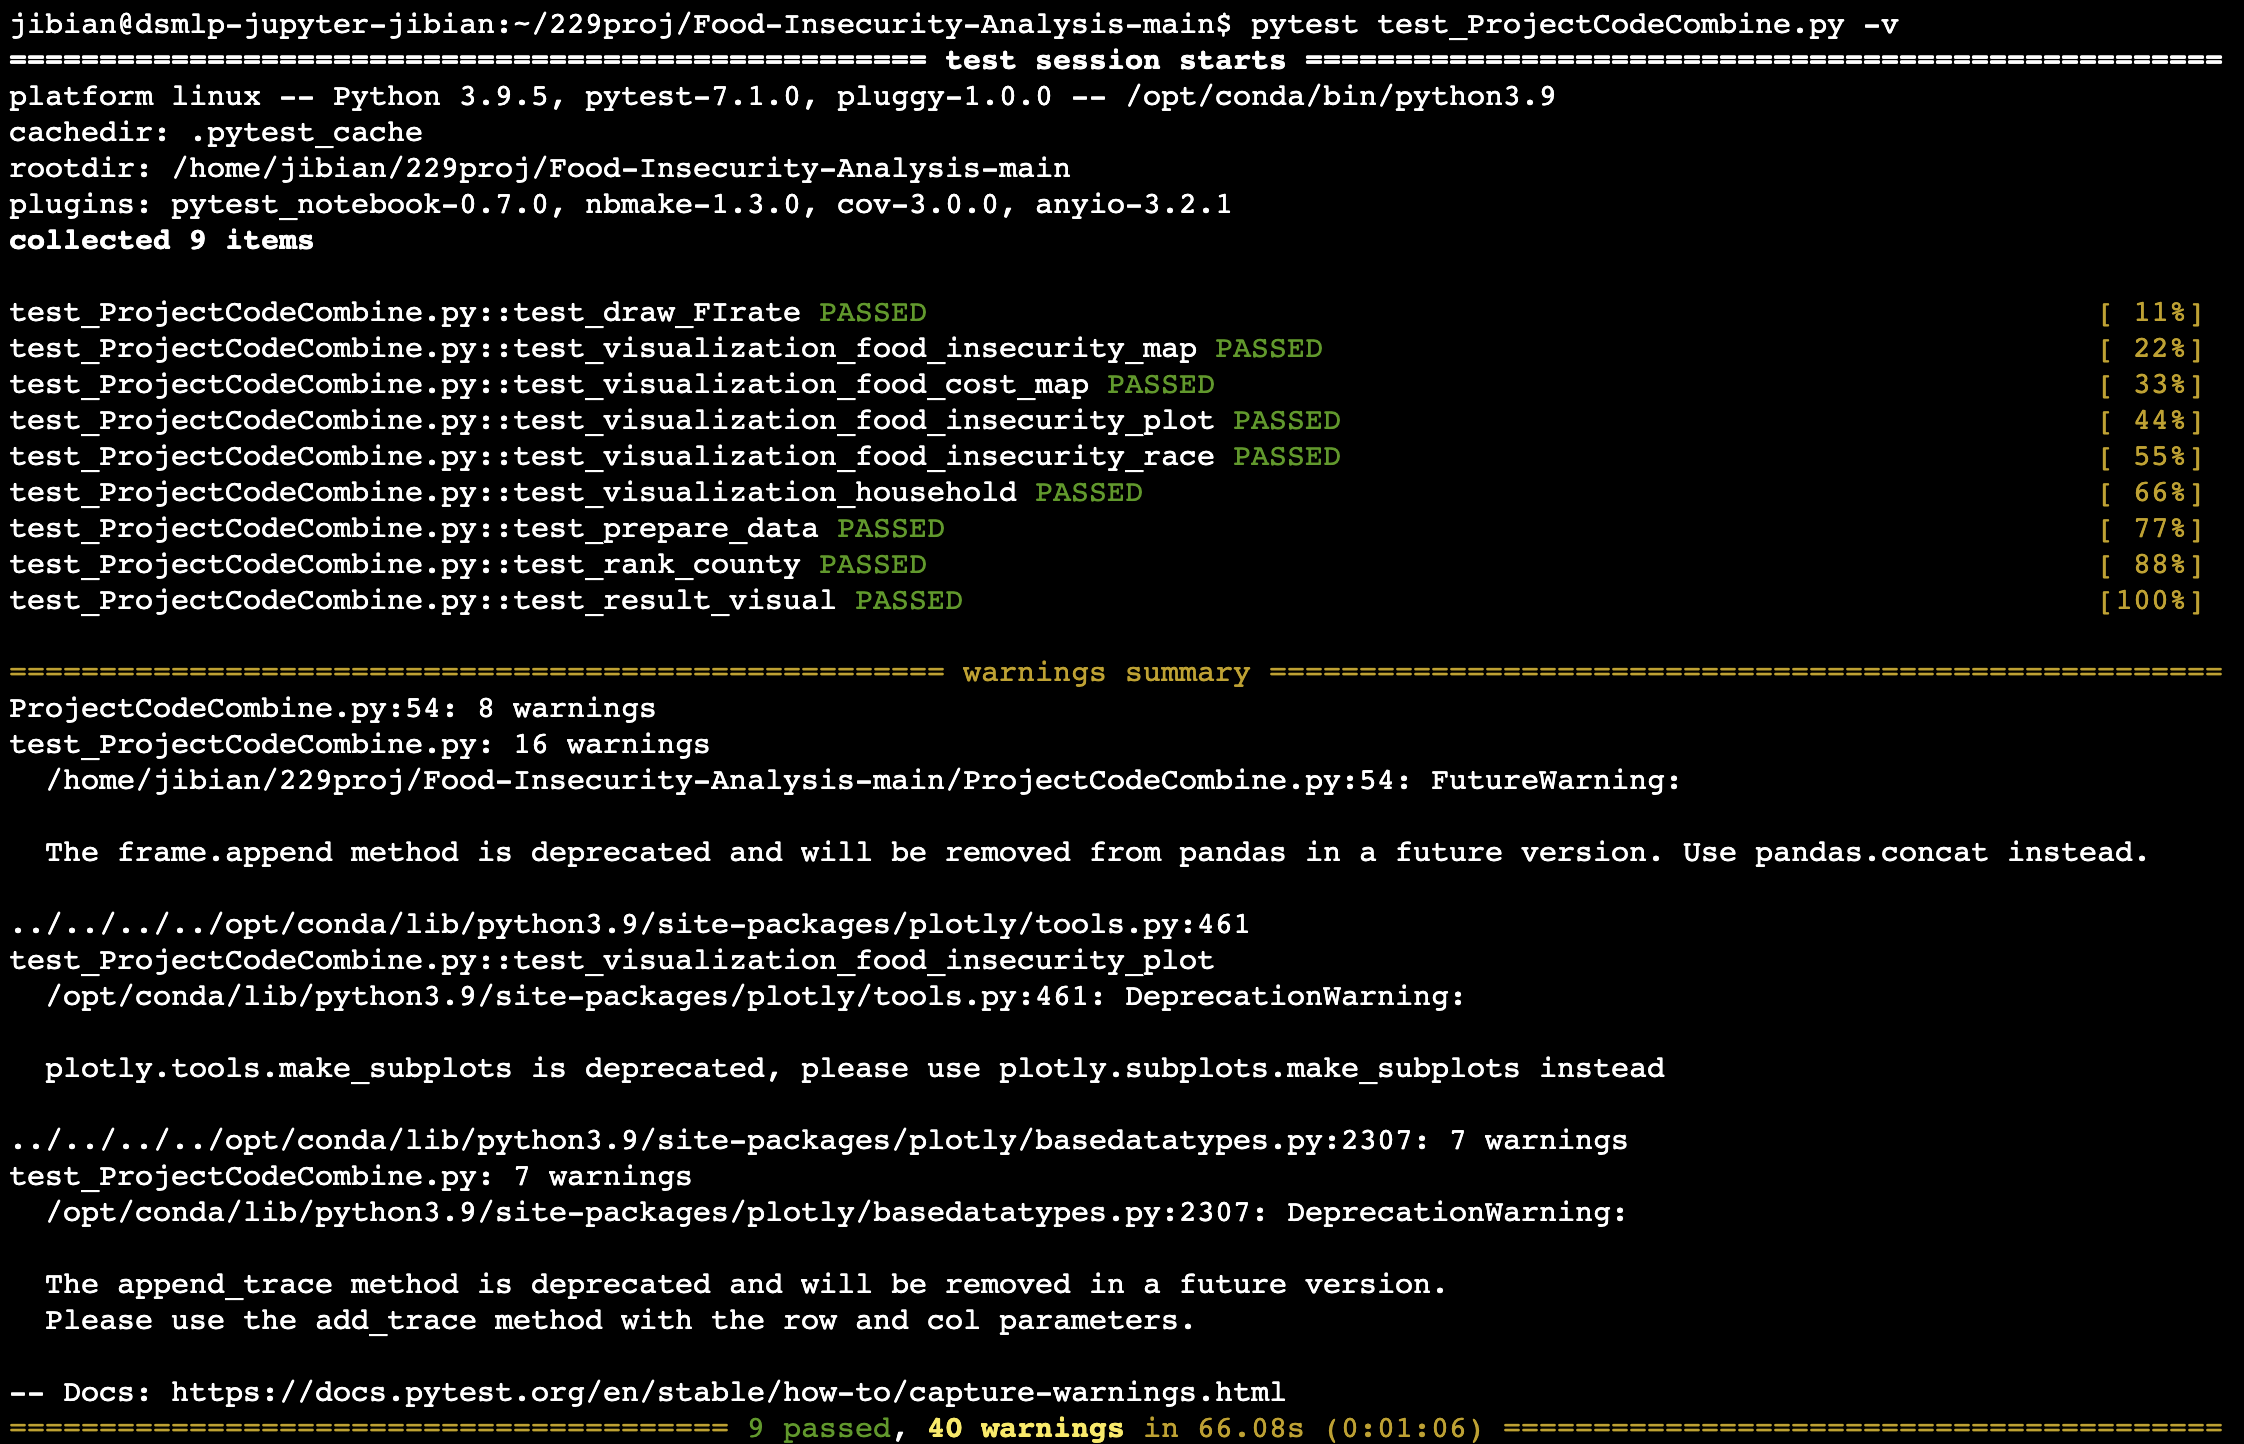 jibian@dsmlp-jupyter-jibian:~/229proj/Food-Insecurity-Analysis-main$ pytest test_ProjectCodeCombine.py -v
=================================================== test session starts ===================================================
platform linux -- Python 3.9.5, pytest-7.1.0, pluggy-1.0.0 -- /opt/conda/bin/python3.9
cachedir: .pytest_cache
rootdir: /home/jibian/229proj/Food-Insecurity-Analysis-main
plugins: pytest_notebook-0.7.0, nbmake-1.3.0, cov-3.0.0, anyio-3.2.1
collected 9 items
test_ProjectCodeCombine.py::test_draw_FIrate PASSED [ 11%]
test_ProjectCodeCombine.py::test_visualization_food_insecurity_map PASSED [ 22%]
test_ProjectCodeCombine.py::test_visualization_food_cost_map PASSED [ 33%]
test_ProjectCodeCombine.py::test_visualization_food_insecurity_plot PASSED [ 44%]
test_ProjectCodeCombine.py::test_visualization_food_insecurity_race PASSED [ 55%]
test_ProjectCodeCombine.py::test_visualization_household PASSED [ 66%]
test_ProjectCodeCombine.py::test_prepare_data PASSED [ 77%]
test_ProjectCodeCombine.py::test_rank_county PASSED [ 88%]
test_ProjectCodeCombine.py::test_result_visual PASSED [100%]
==================================================== warnings summary =====================================================
ProjectCodeCombine.py:54: 8 warnings
test_ProjectCodeCombine.py: 16 warnings
/home/jibian/229proj/Food-Insecurity-Analysis-main/ProjectCodeCombine.py:54: FutureWarning:
The frame.append method is deprecated and will be removed from pandas in a future version. Use pandas.concat instead.
../../../../opt/conda/lib/python3.9/site-packages/plotly/tools.py:461
test_ProjectCodeCombine.py::test_visualization_food_insecurity_plot
/opt/conda/lib/python3.9/site-packages/plotly/tools.py:461: DeprecationWarning:
plotly.tools.make_subplots is deprecated, please use plotly.subplots.make_subplots instead
../../../../opt/conda/lib/python3.9/site-packages/plotly/basedatatypes.py:2307: 7 warnings
test_ProjectCodeCombine.py: 7 warnings
/opt/conda/lib/python3.9/site-packages/plotly/basedatatypes.py:2307: DeprecationWarning:
The append_trace method is deprecated and will be removed in a future version.
Please use the add_trace method with the row and col parameters.
-- Docs: https://docs.pytest.org/en/stable/how-to/capture-warnings.html
======================================== 9 passed, 40 warnings in 66.08s (0:01:06) ========================================